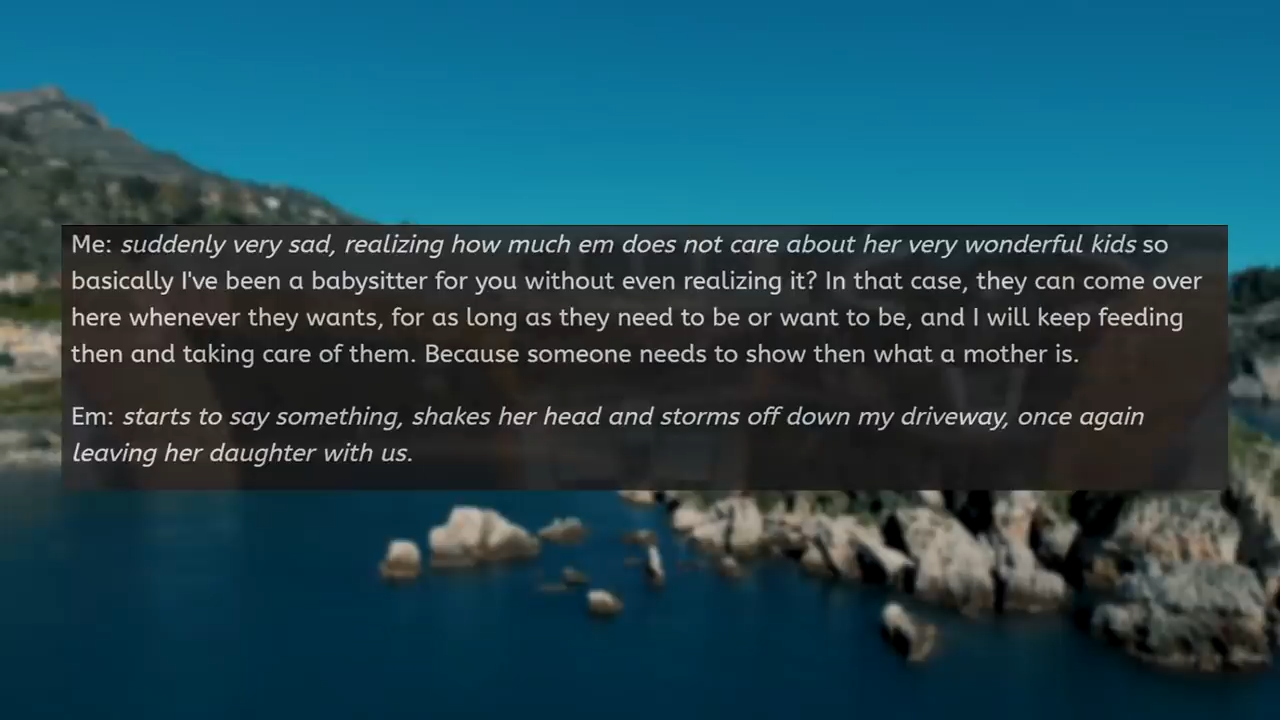 Me: suddenly very sad, realizing how much em does not care about her very wonderful kids so
basically I've been a babysitter for you without even realizing it? In that case, they can come over
here whenever they wants, for as long as they need to be or want to be, and I will keep feeding
then and taking care of them. Because someone needs to show then what a mother is.
Em: starts to say something, shakes her head and storms off down my driveway, once again
leaving her daughter with us.